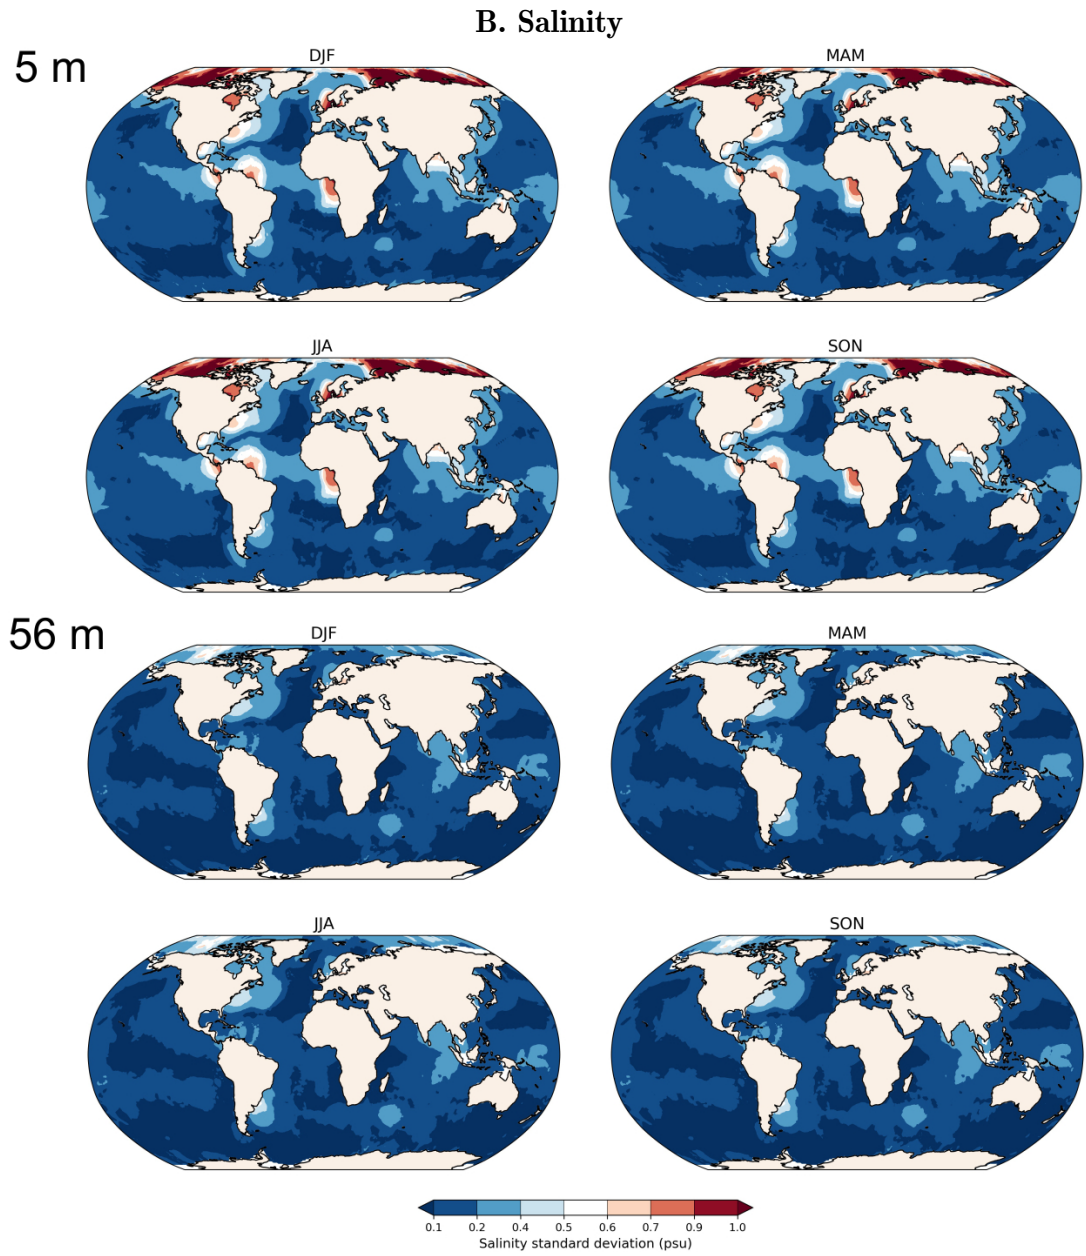 B. Salinity
5 m
DJF
MAM
JJA
SON
56 m
DJF
MAM
JJA
SON
0.1 0.2 0.4 0.5 0.6 0.7 0.9 1.0
Salinity standard deviation (psu)